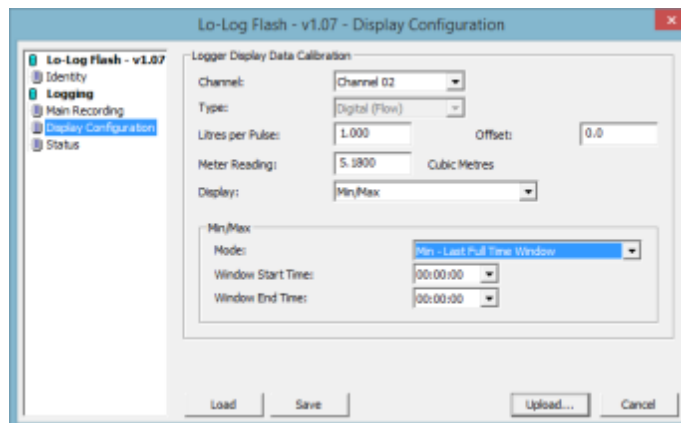 Lo-Log Flash - v1.07 - Display Configuration
Lo-Log Flash - v1.07
Identity
Logging
Main Recording
Display Configuration
Status
Logger Display Data Calibration
Channel: Channel 02
Type: Digital (Flow)
Litres per Pulse: 1.000 Offset: 0.0
Meter Reading: 5.1800 Cubic Metres
Display: Min/Max
Min/Max
Mode: Min - Last Full Time Window
Window Start Time: 00:00:00
Window End Time: 00:00:00
Load Save Upload... Cancel